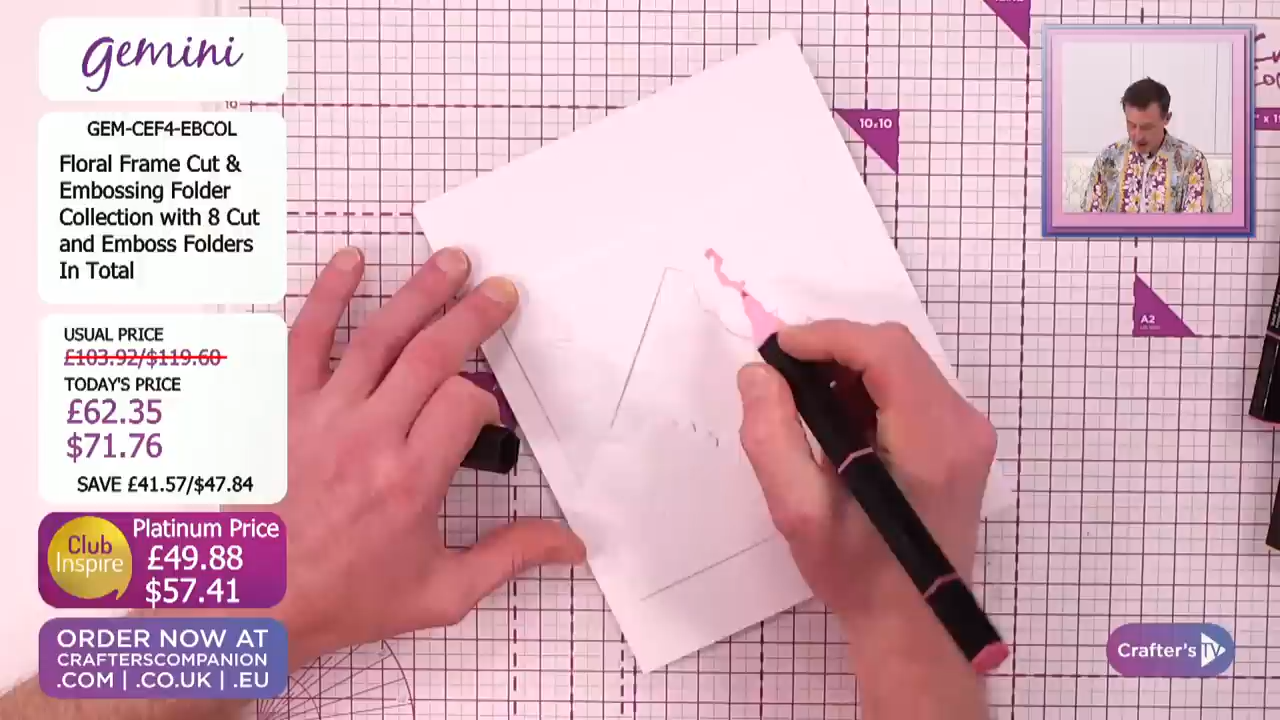 gemini
GEM-CEF4-EBCOL
Floral Frame Cut &
Embossing Folder
Collection with 8 Cut
and Emboss Folders
In Total
USUAL PRICE
£103.92/$119.60
TODAY'S PRICE
£62.35
$71.76
SAVE £41.57/$47.84
Club
Inspire
Platinum Price
£49.88
$57.41
ORDER NOW AT
CRAFTERSCOMPANION
.COM | .CO.UK | .EU
10
10x10
A2
Crafter's TV